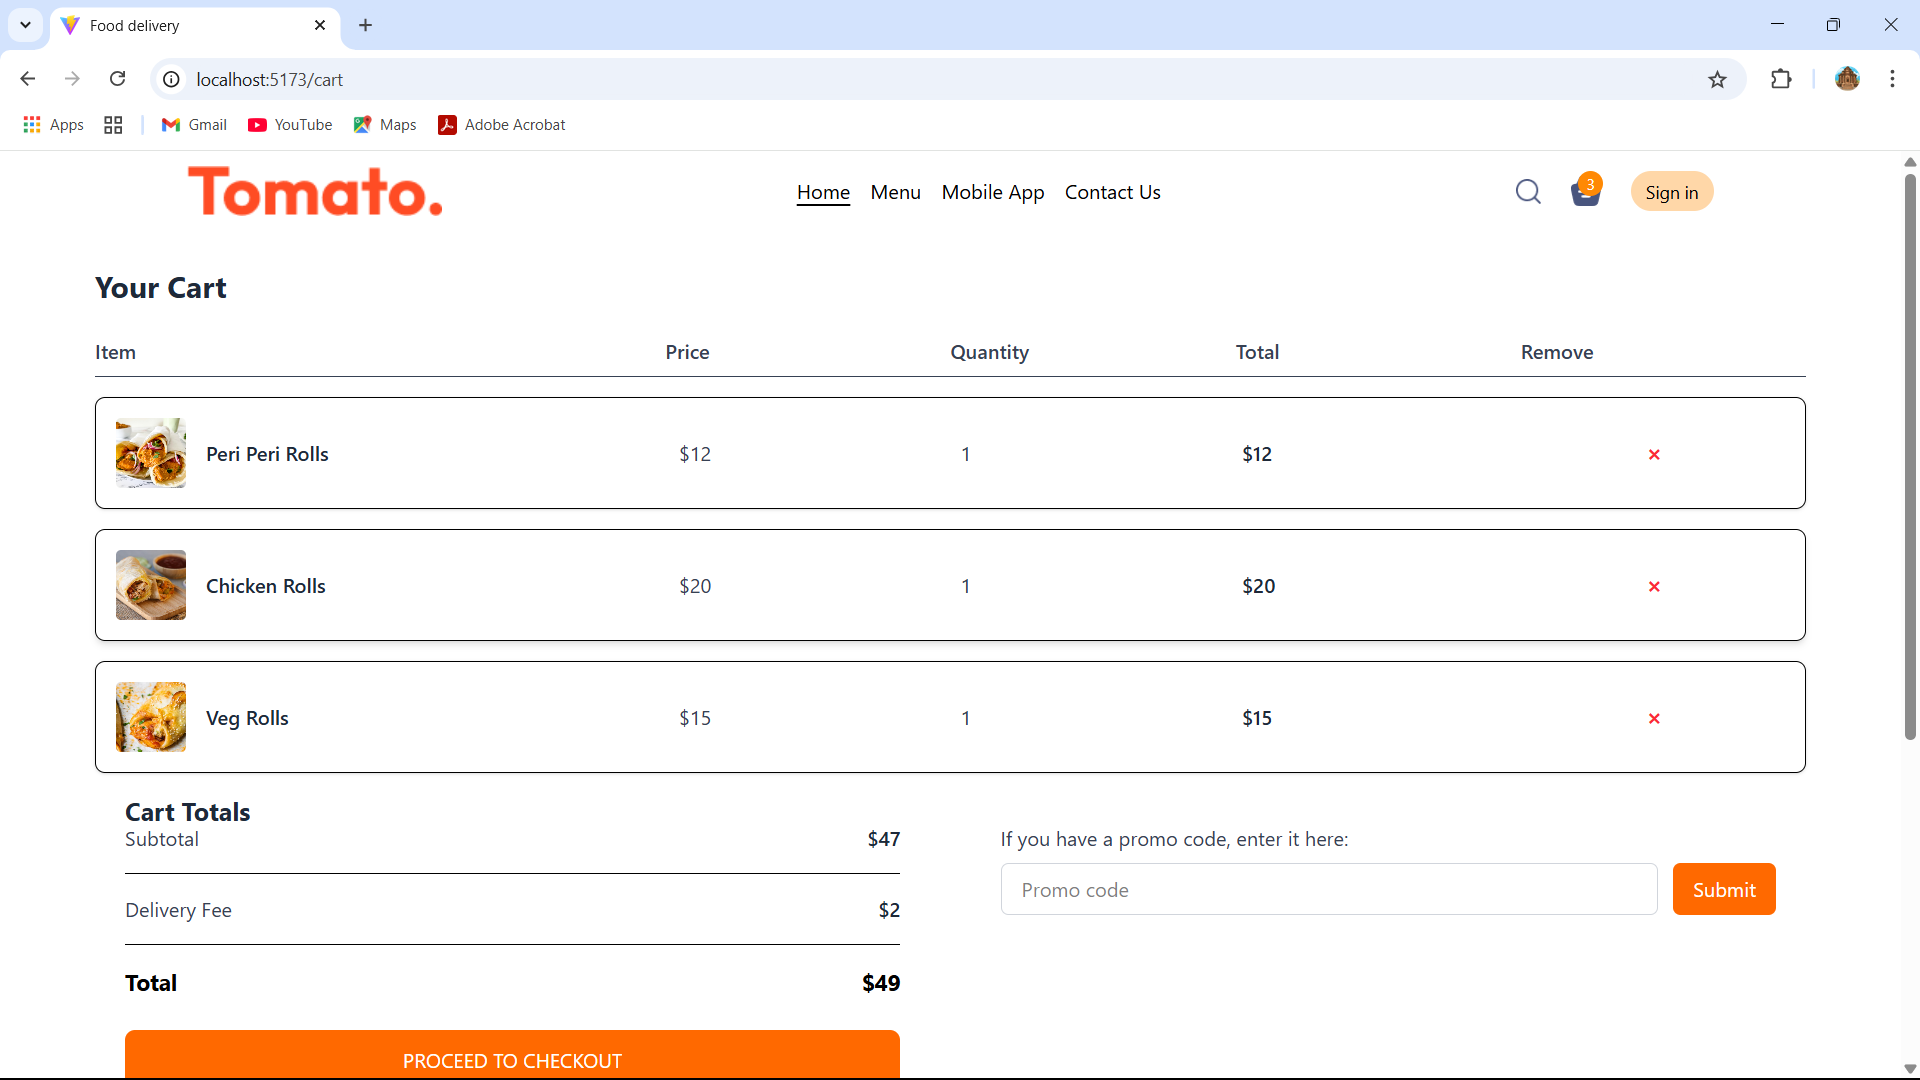 Food delivery
localhost:5173/cart
Apps Gmail YouTube Maps Adobe Acrobat
Tomato. Home Menu Mobile App Contact Us 3 Sign in
Your Cart
Item Price Quantity Total Remove
Peri Peri Rolls $12 1 $12 ×
Chicken Rolls $20 1 $20 ×
Veg Rolls $15 1 $15 ×
Cart Totals
Subtotal $47
If you have a promo code, enter it here:
Promo code Submit
Delivery Fee $2
Total $49
PROCEED TO CHECKOUT